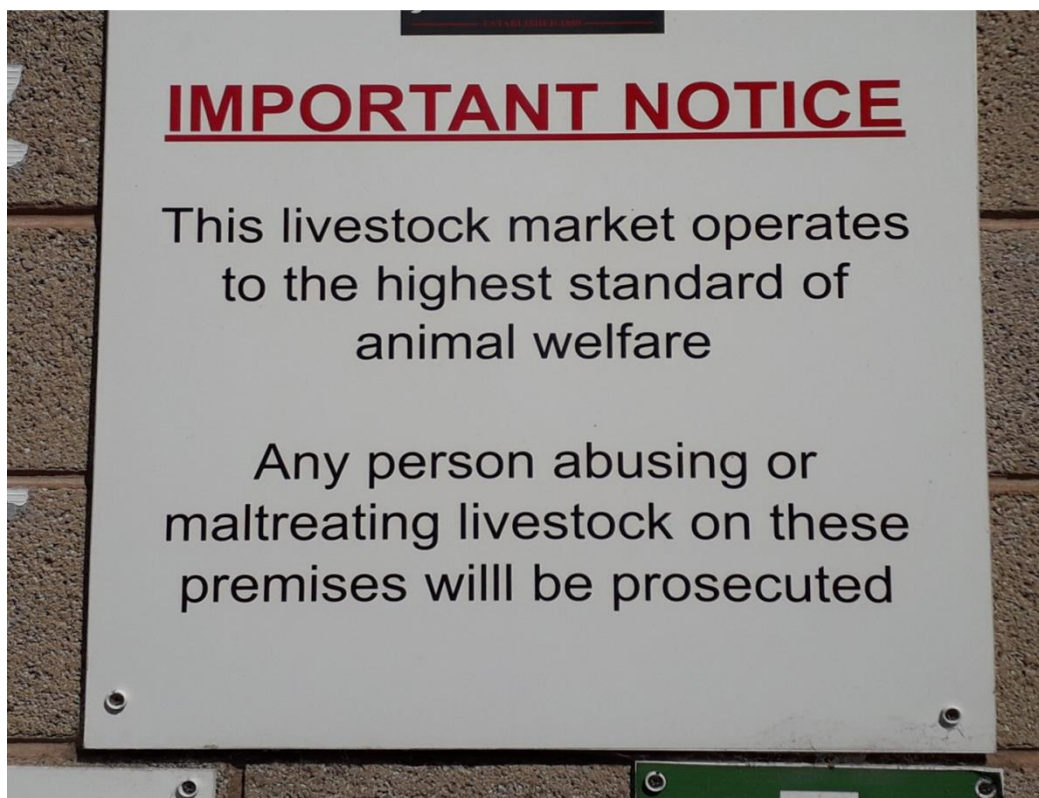 IMPORTANT NOTICE
This livestock market operates
to the highest standard of
animal welfare
Any person abusing or
maltreating livestock on these
premises willl be prosecuted